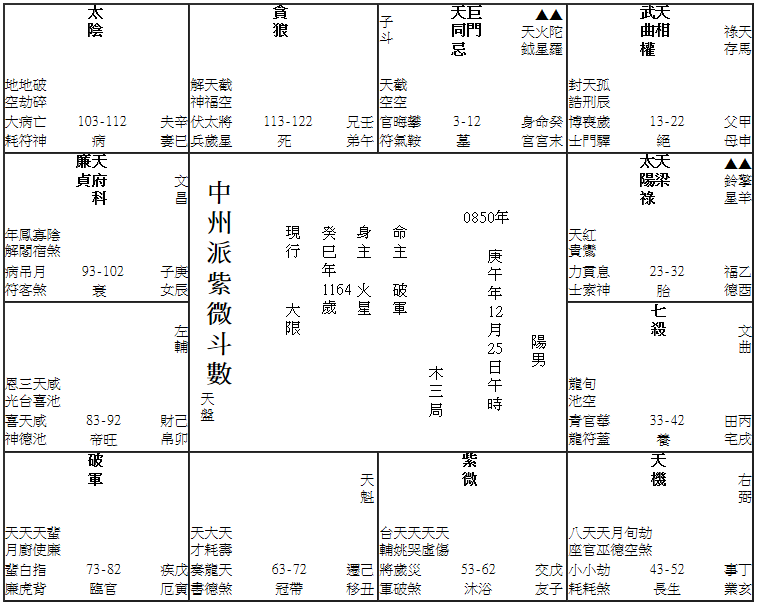 太陰
地空
地劫
破碎
大耗
病符
亡神
103-112
病
夫妻
辛巳
貪狼
解神
天福
截空
伏兵
太歲
將星
113-122
死
兄弟
壬午
子斗
天同忌
巨門
天鉞
▲火星
▲陀羅
天空
截空
官符
晦氣
攀鞍
3-12
墓
身宮
命宮
癸未
武曲權
天相
祿存
天馬
封誥
天刑
孤辰
博士
喪門
歲驛
13-22
絕
父母
甲申
廉貞
天府科
文昌
年解
鳳閣
寡宿
陰煞
病符
吊客
月煞
93-102
衰
子女
庚辰
中州派紫微斗數
天盤
現行 大限
癸巳年 1164歲
身主 火星
命主 破軍
0850年
庚午年12月25日午時
木三局
陽男
太陽祿
天梁
▲鈴星
▲擎羊
天貴
紅鸞
力士
貫索
息神
23-32
胎
福德
乙酉
左輔
恩光
三台
天喜
咸池
喜神
天德
咸池
83-92
帝旺
財帛
己卯
七殺
文曲
龍池
旬空
青龍
官符
華蓋
33-42
養
田宅
丙戌
破軍
天月
天廚
天使
蜚廉
蜚廉
白虎
指背
73-82
臨官
疾厄
戊寅
天魁
天才
大耗
天壽
奏書
龍德
天煞
63-72
冠帶
遷移
己丑
紫微
台輔
天姚
天哭
天虛
天傷
將軍
歲破
災煞
53-62
沐浴
交友
戊子
天機
右弼
八座
天官
天巫
月德
旬空
劫煞
小耗
小耗
劫煞
43-52
長生
事業
丁亥